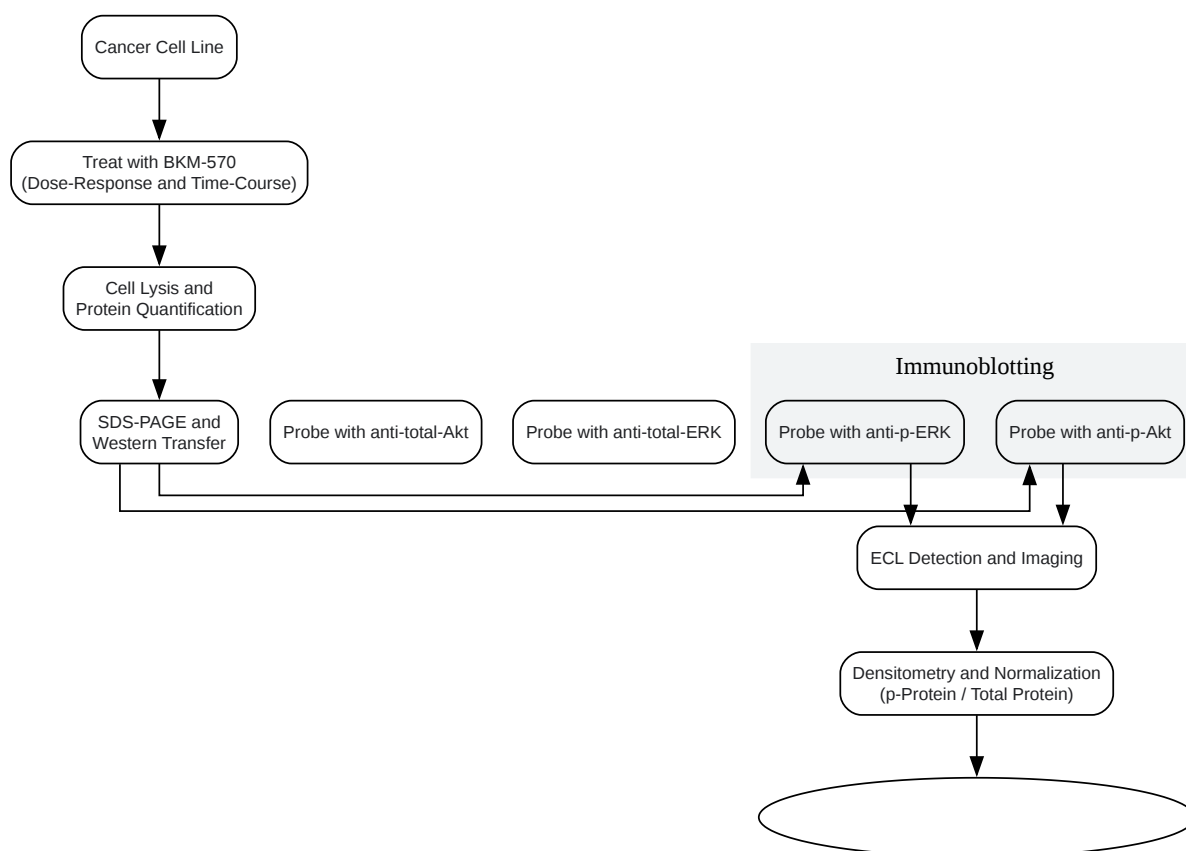 Cancer Cell Line
Treat with BKM-570
(Dose-Response and Time-Course)
Cell Lysis and
Protein Quantification
Immunoblotting
SDS-PAGE and
Western Transfer
Probe with anti-total-Akt
Probe with anti-total-ERK
Probe with anti-p-ERK
Probe with anti-p-Akt
ECL Detection and Imaging
Densitometry and Normalization
(p-Protein / Total Protein)